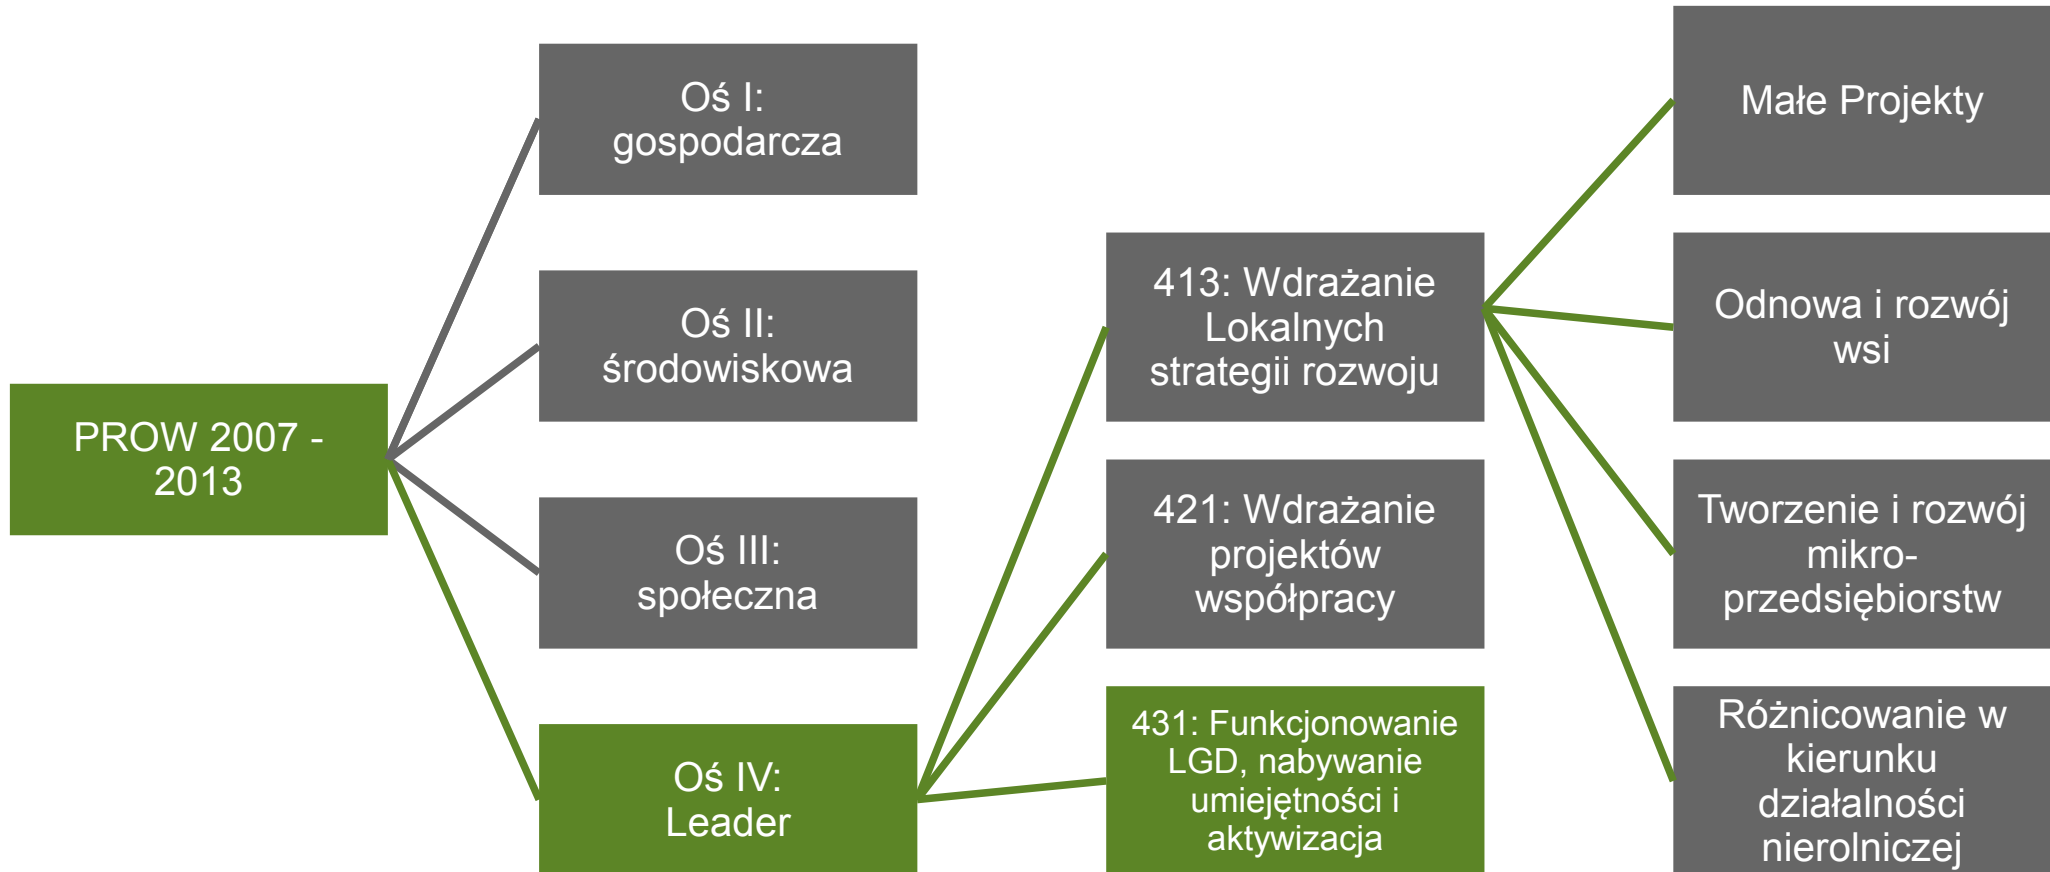 PROW 2007 -
2013
Oś I:
gospodarcza
Oś II:
środowiskowa
Oś III:
społeczna
Oś IV:
Leader
413: Wdrażanie
Lokalnych
strategii rozwoju
421: Wdrażanie
projektów
współpracy
431: Funkcjonowanie
LGD, nabywanie
umiejętności i
aktywizacja
Małe Projekty
Odnowa i rozwój
wsi
Tworzenie i rozwój
mikro-
przedsiębiorstw
Różnicowanie w
kierunku
działalności
nierolniczej